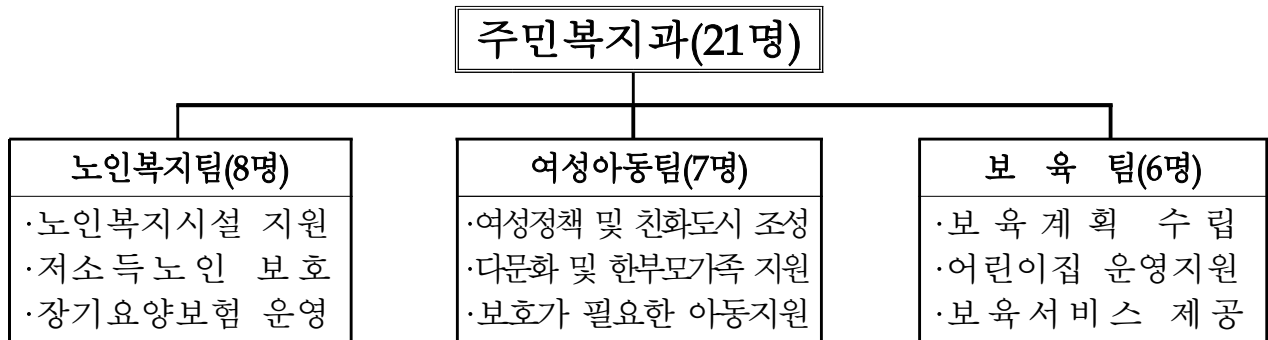 주민복지과(21명)
노인복지팀(8명)
·노인복지시설 지원
·저소득노인 보호
·장기요양보험 운영
여성아동팀(7명)
·여성정책 및 친화도시 조성
·다문화 및 한부모가족 지원
·보호가 필요한 아동지원
보 육 팀(6명)
·보육계획 수립
·어린이집 운영지원
·보육서비스 제공